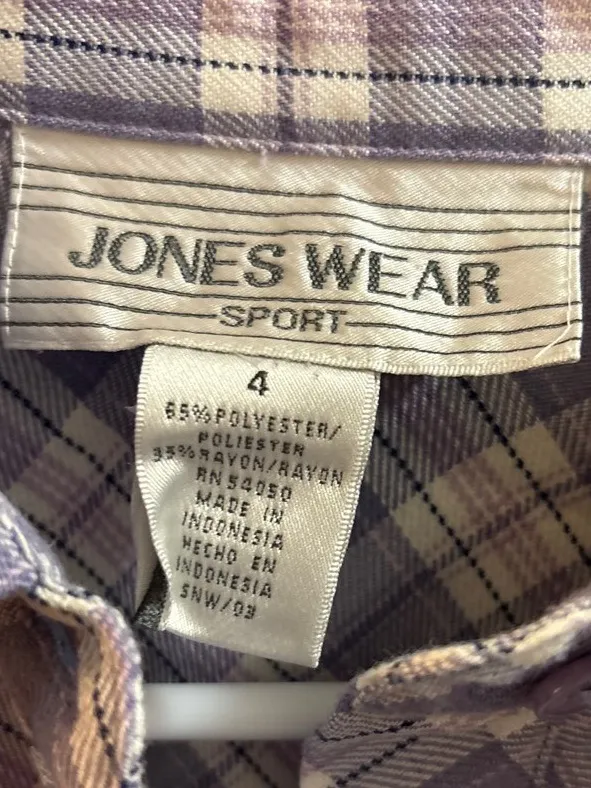 JONES WEAR
SPORT
4
65% POLYESTER/
POLIESTER
35% RAYON/RAYON
RN 54050
MADE IN
INDONESIA
HECHO EN
INDONESIA
SNW/03